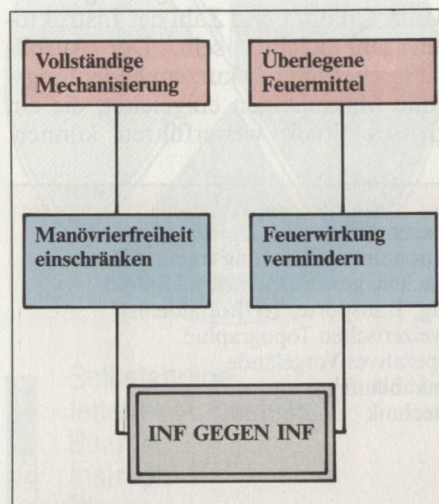 Vollständige
Mechanisierung
Überlegene
Feuermittel
Manövrierfreiheit
einschränken
Feuerwirkung
vermindern
INF GEGEN INF